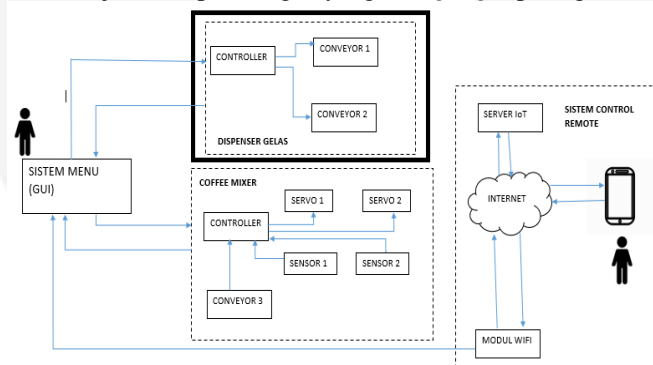 CONTROLLER
CONVEYOR 1
CONVEYOR 2
DISPENSER GELAS
SISTEM MENU
(GUI)
COFFEE MIXER
SERVO 1
SERVO 2
CONTROLLER
SENSOR 1
SENSOR 2
CONVEYOR 3
SERVER IoT
SISTEM CONTROL
REMOTE
INTERNET
MODUL WIFI